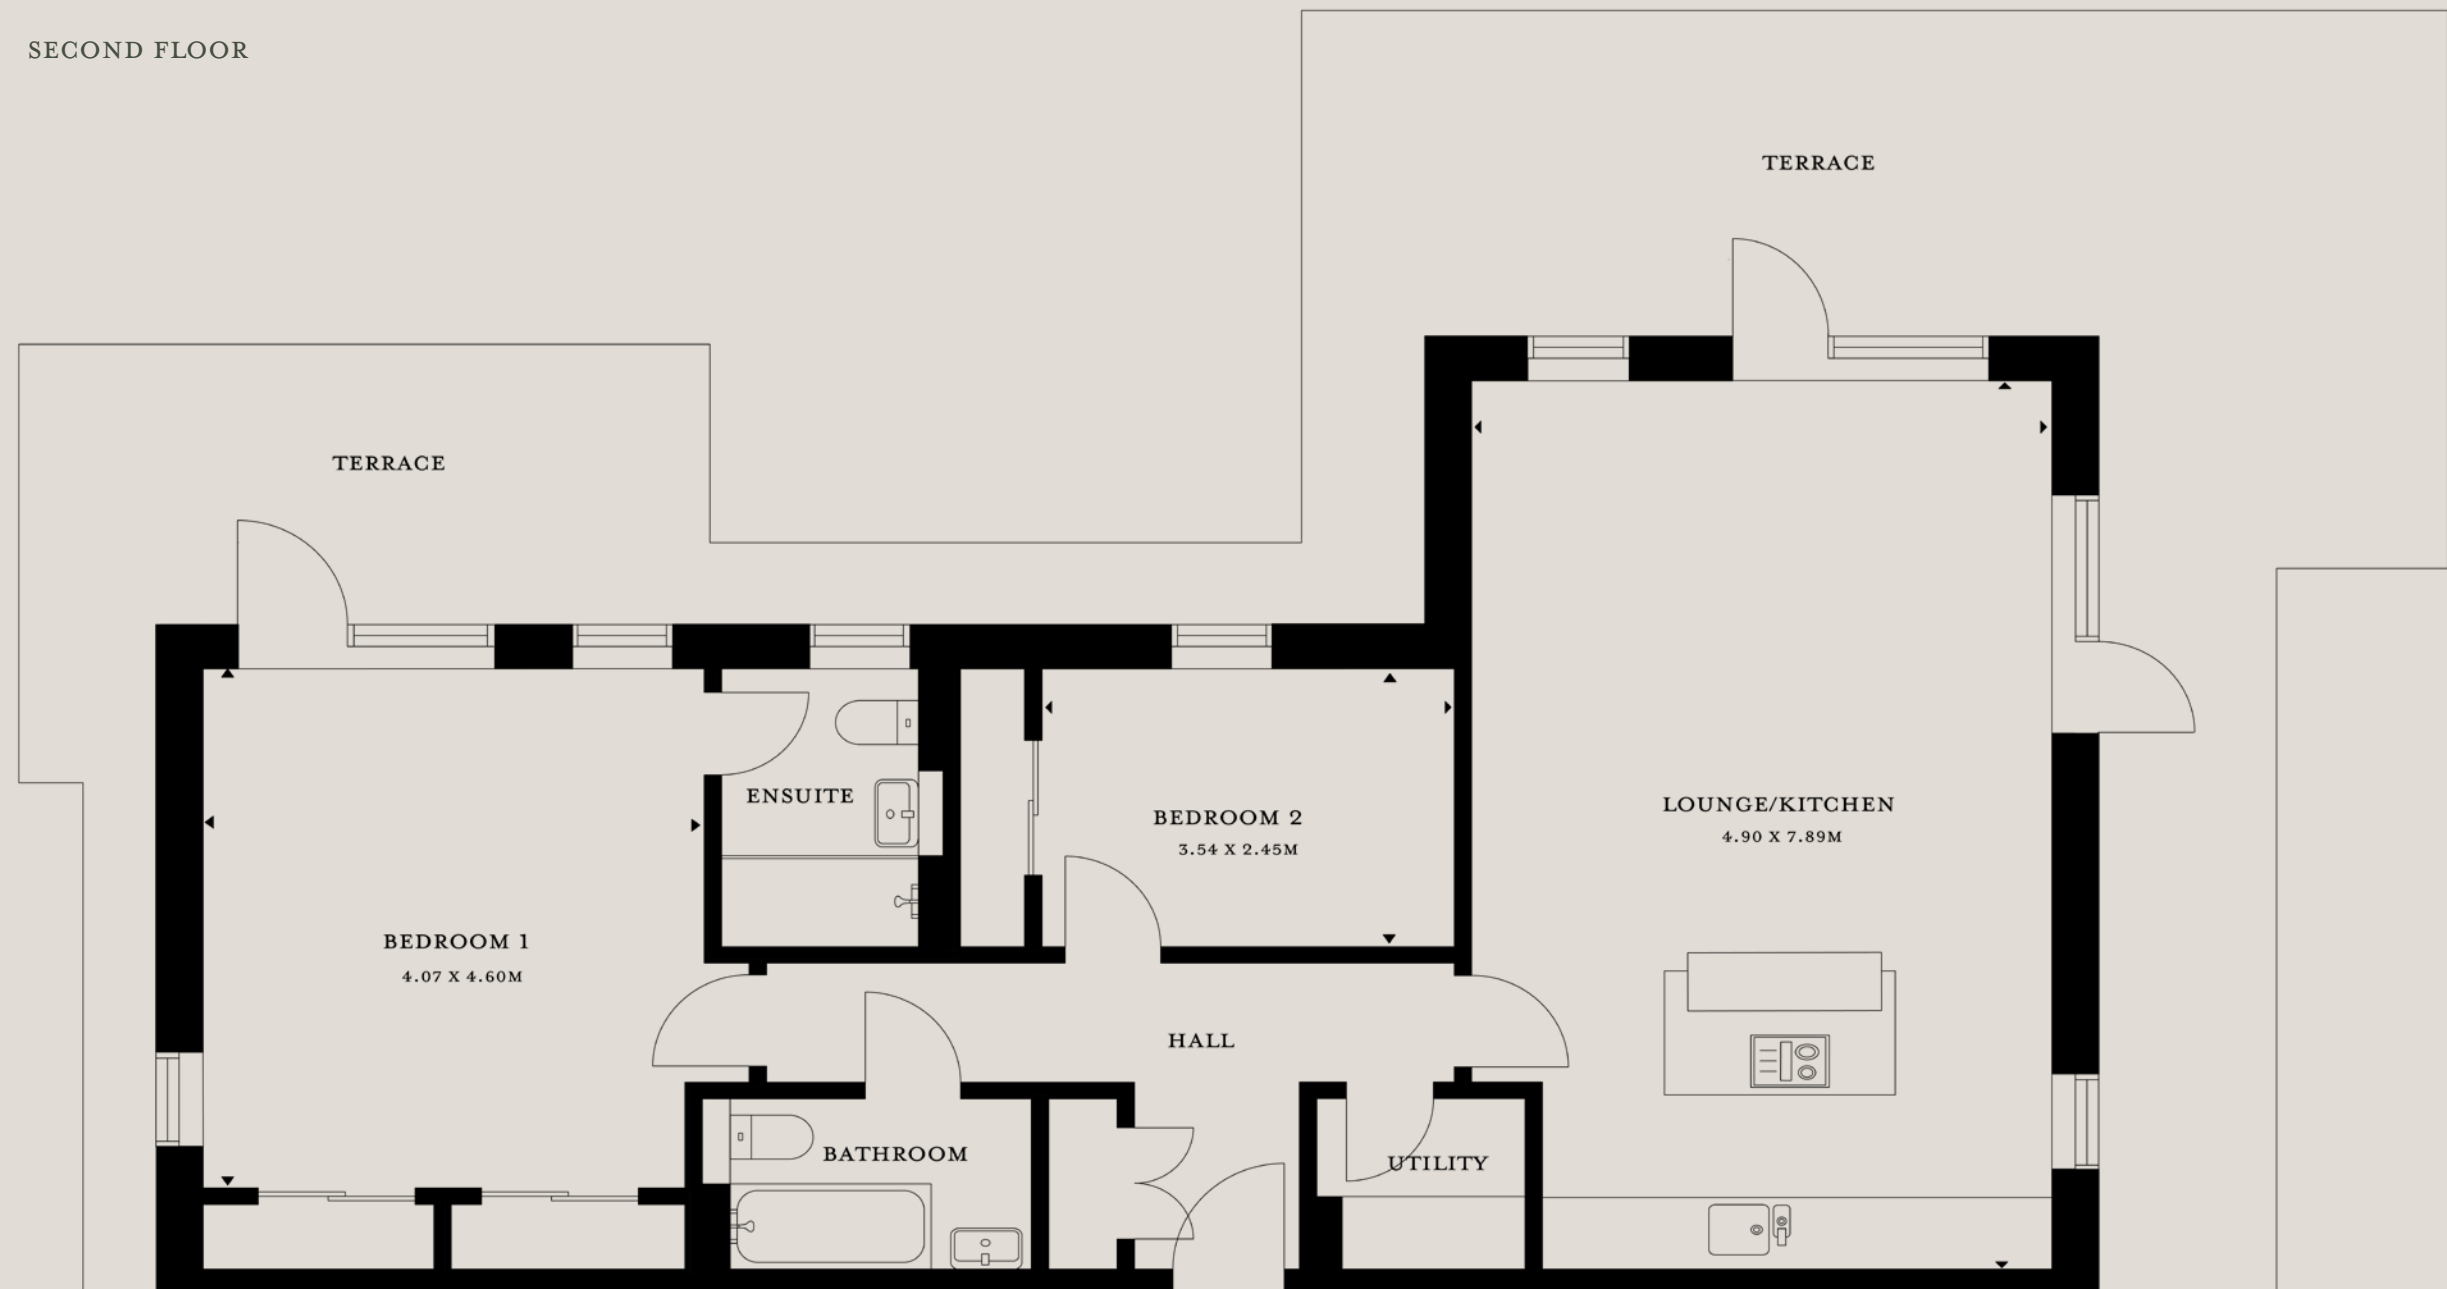 SECOND FLOOR
TERRACE
TERRACE
ENSUITE
BEDROOM 2
3.54 X 2.45M
LOUNGE/KITCHEN
4.90 X 7.89M
BEDROOM 1
4.07 X 4.60M
HALL
BATHROOM
UTILITY